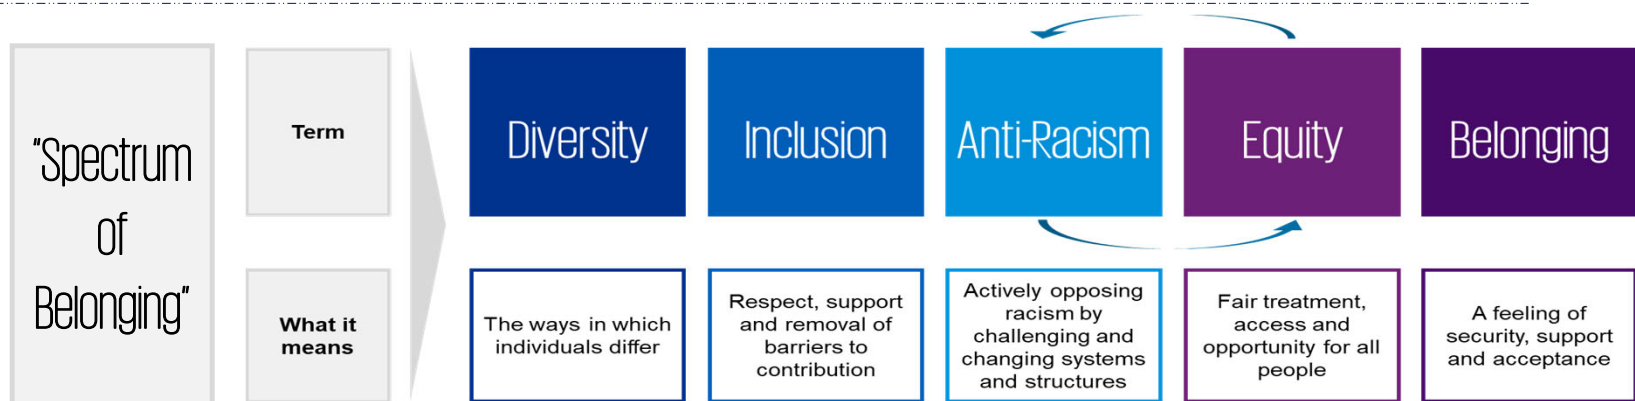 "Spectrum
of
Belonging"
Term
Diversity
Inclusion
Anti-Racism
Equity
Belonging
What it
means
The ways in which
individuals differ
Respect, support
and removal of
barriers to
contribution
Actively opposing
racism by
challenging and
changing systems
and structures
Fair treatment,
access and
opportunity for all
people
A feeling of
security, support
and acceptance